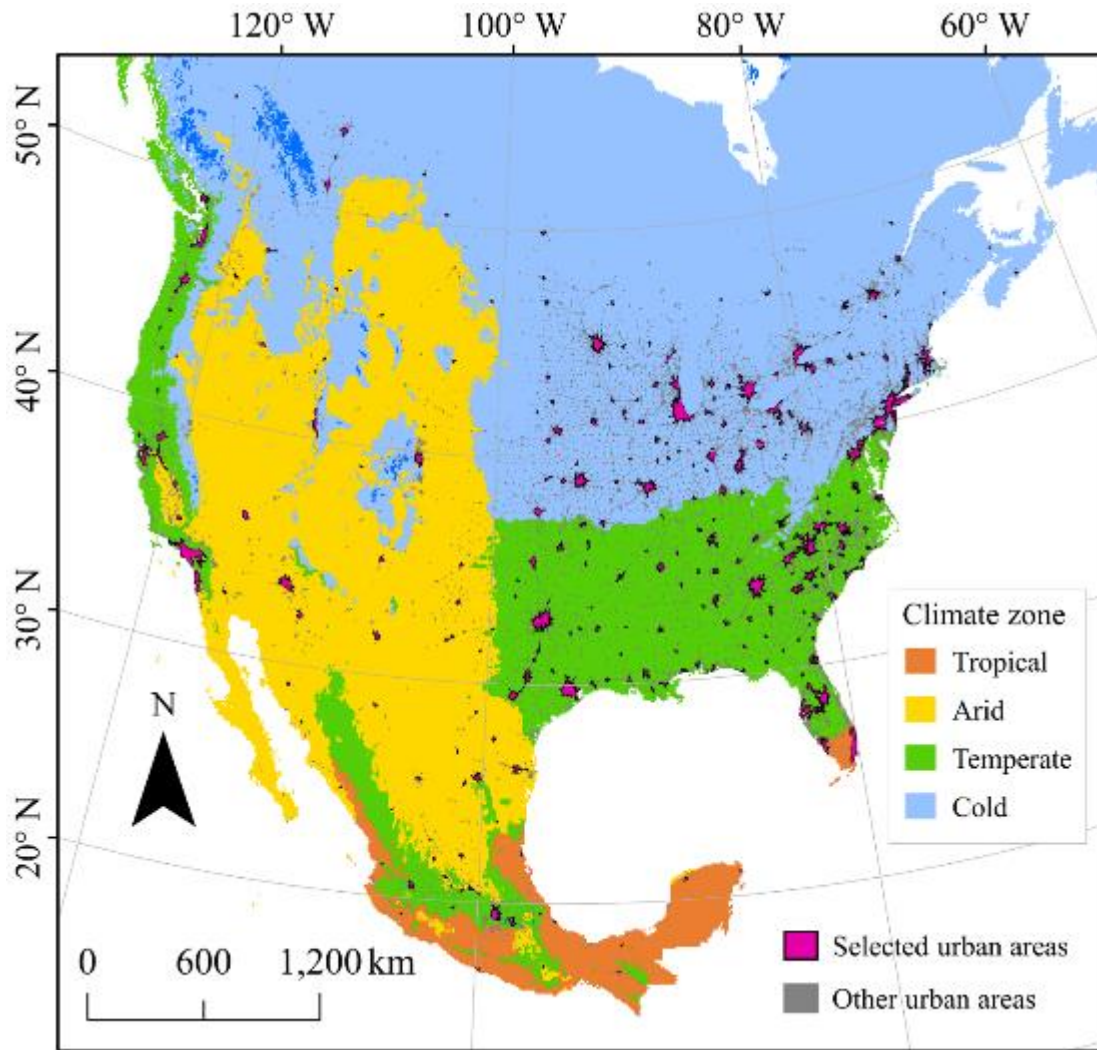 120° W 100° W 80° W 60° W
50° N
40° N
30° N
20° N
N
Climate zone
Tropical
Arid
Temperate
Cold
0 600 1,200 km
Selected urban areas
Other urban areas